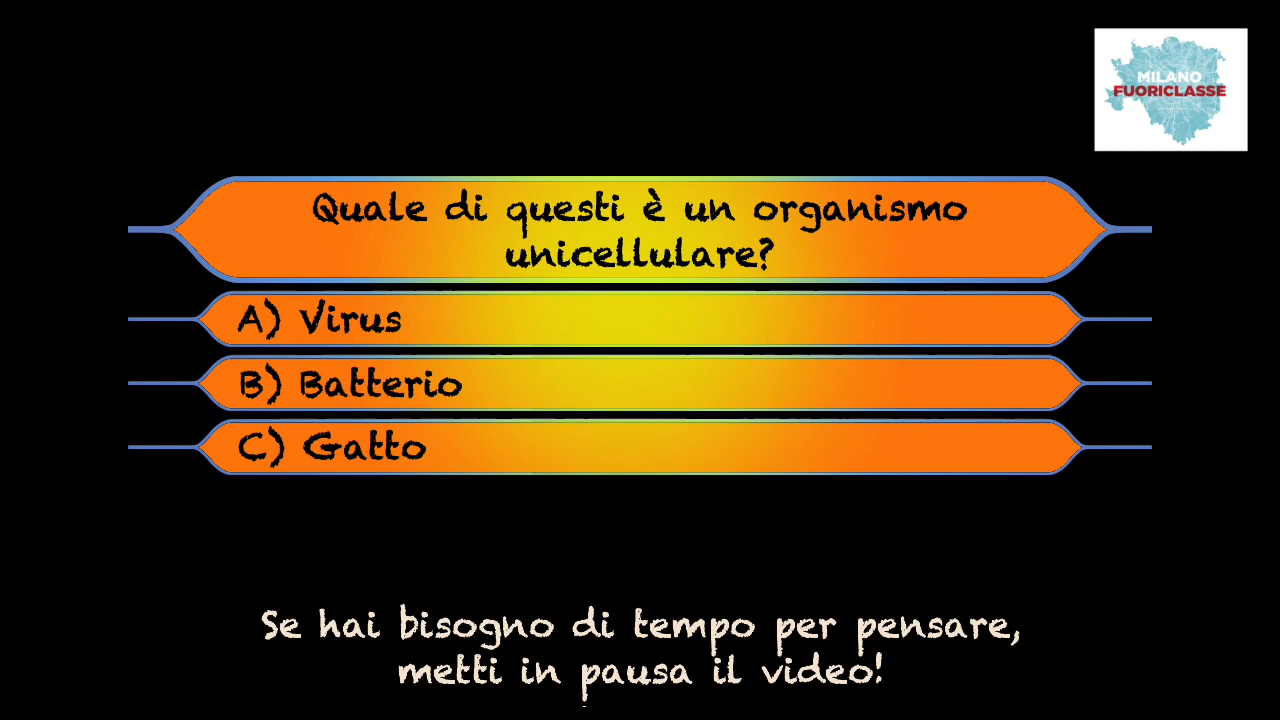 MILANO
FUORICLASSE
Quale di questi è un organismo
unicellulare?
A) Virus
B) Batterio
C) Gatto
Se hai bisogno di tempo per pensare,
metti in pausa il video!